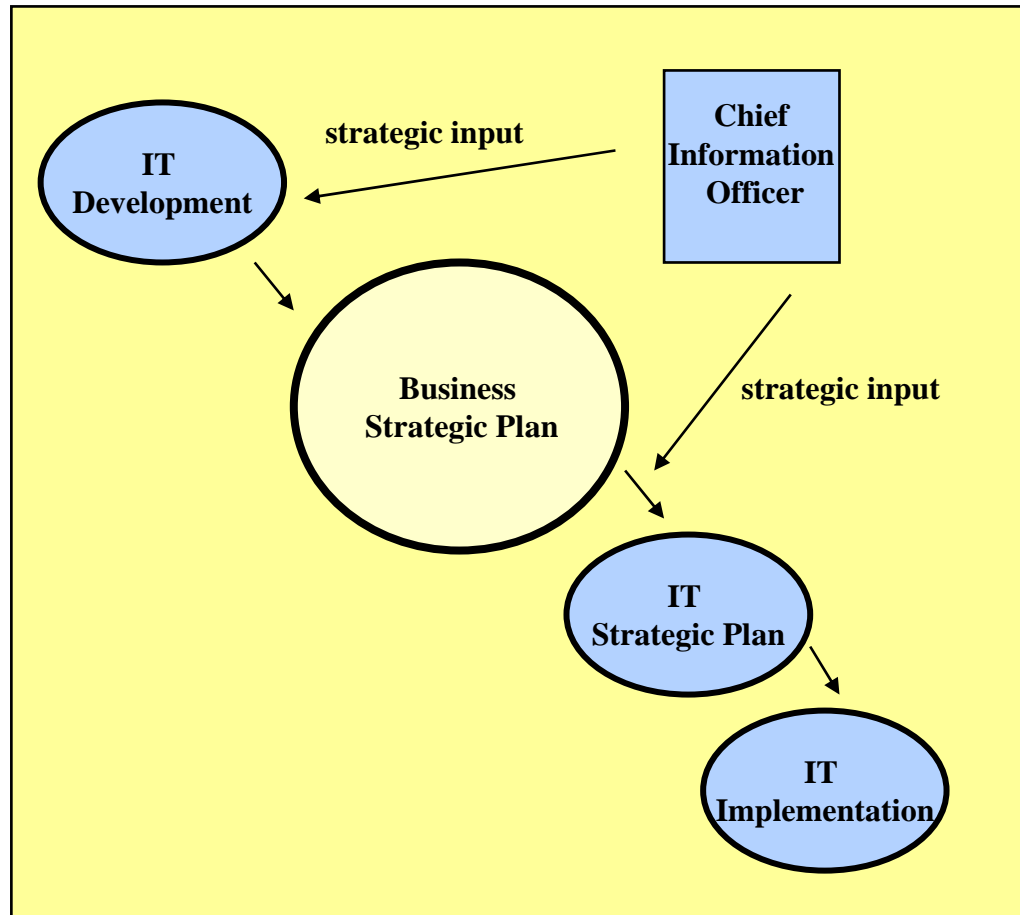 strategic input
Chief
Information
Officer
IT
Development
Business
Strategic Plan
strategic input
IT
Strategic Plan
IT
Implementation